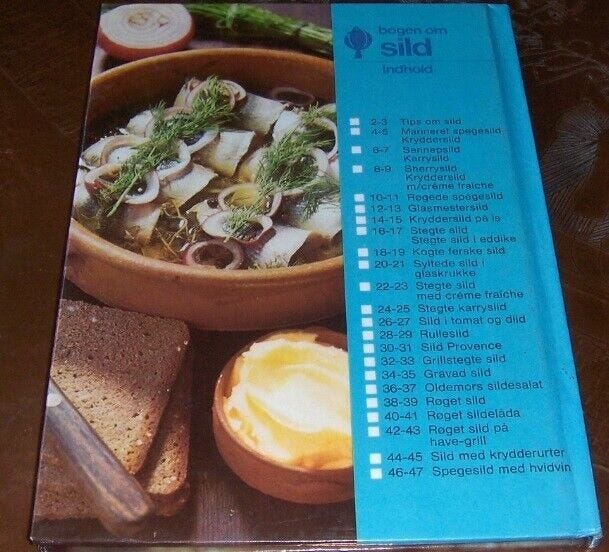 bogen om
sild
Indhold
2-3 Tips om sild
4-5 Marineret spegesild
Kryddersild
6-7 Sennepsild
Karrysild
8-9 Sherrysild
Kryddersild
m/créme fraiche
10-11 Røgede spegesild
12-13 Glasmestersild
14-15 Kryddersild på is
16-17 Stegte sild
Stegte sild i eddike
18-19 Kogte ferske sild
20-21 Syltede sild i
glaskrukke
22-23 Stegte sild
med créme fraîche
24-25 Stegte karrysild
26-27 Sild i tomat og dild
28-29 Rullesild
30-31 Sild Provence
32-33 Grillstegte sild
34-35 Gravad sild
36-37 Oldemors sildesalat
38-39 Røget sild
40-41 Røget sildelåda
42-43 Røget sild på
have-grill
44-45 Sild med krydderurter
46-47 Spegesild med hvidvin